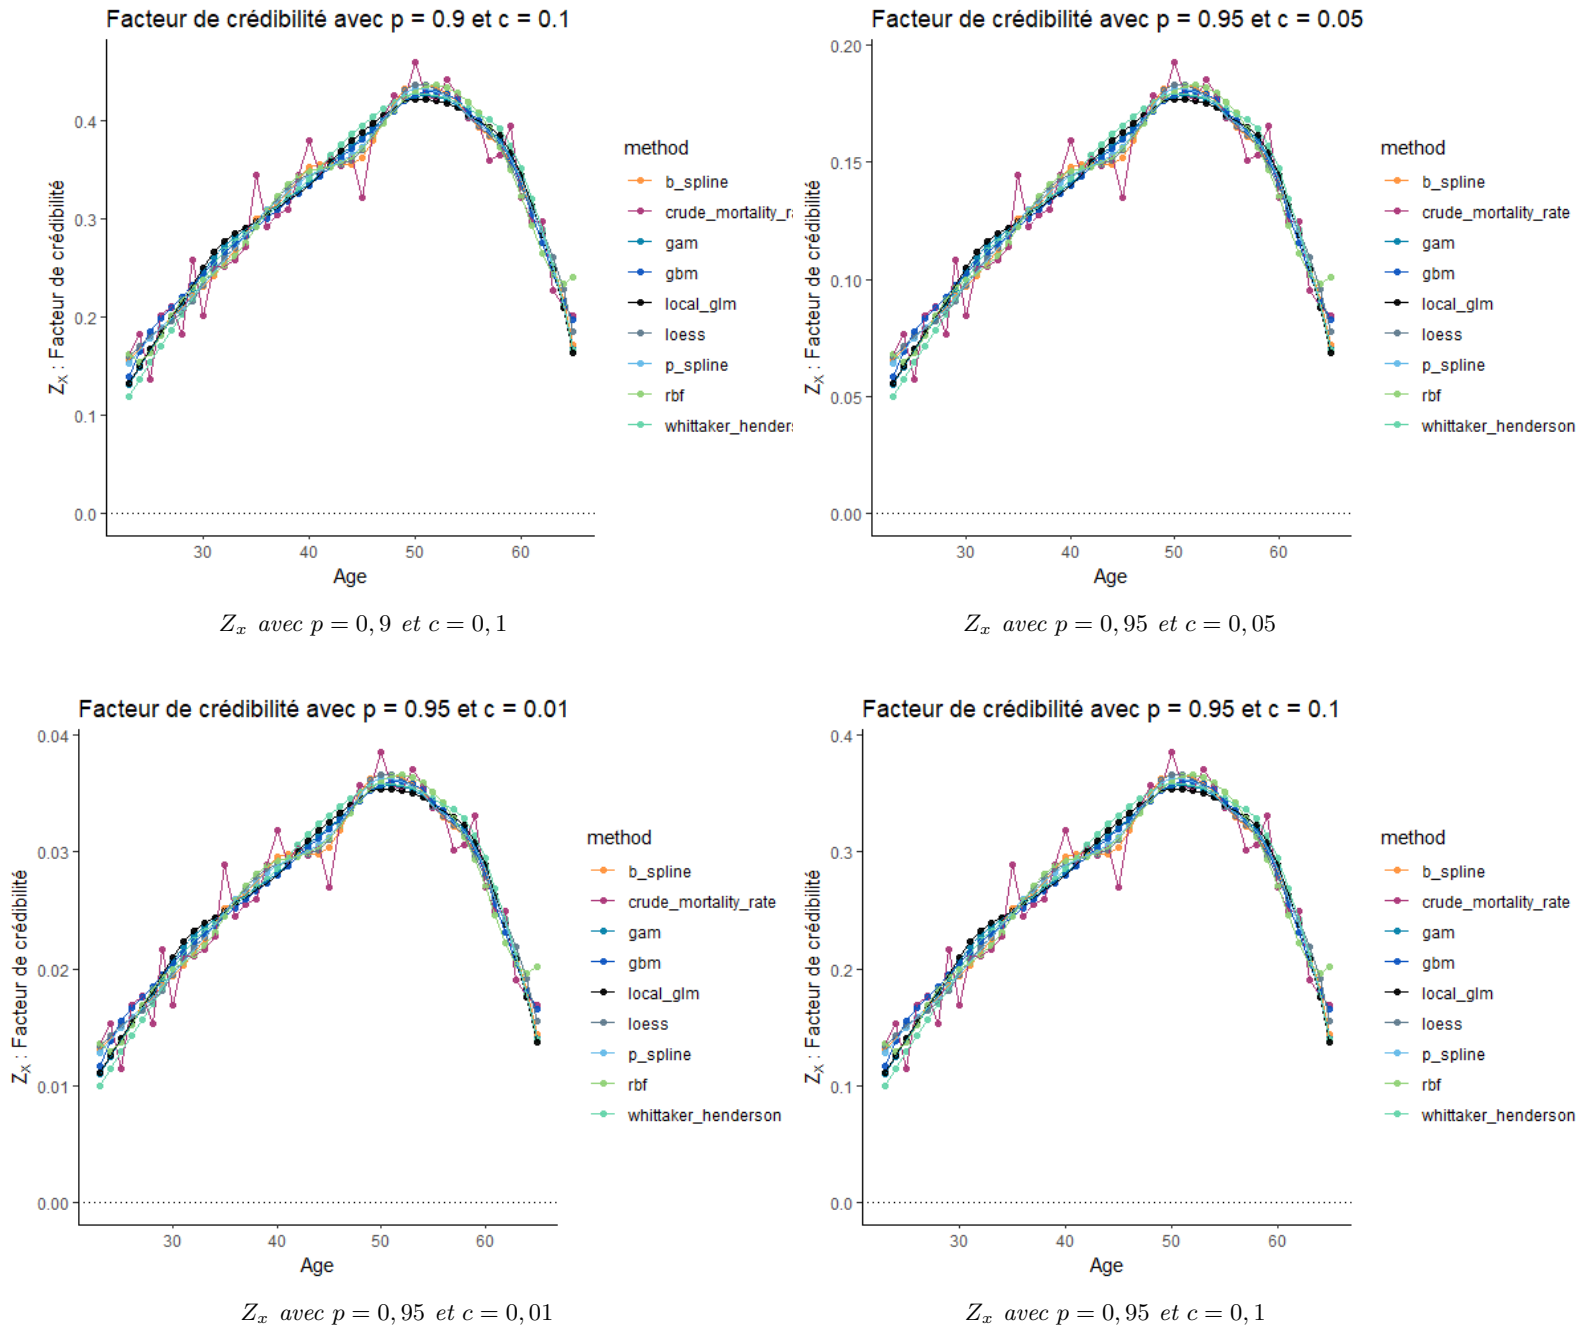 Facteur de crédibilité avec p = 0.9 et c = 0.1
Z_X : Facteur de crédibilité
0.4
0.3
0.2
0.1
0.0
30 40 50 60
Age
method
b_spline
crude_mortality_ra
gam
gbm
local_glm
loess
p_spline
rbf
whittaker_henders
Z_x avec p = 0,9 et c = 0,1
Facteur de crédibilité avec p = 0.95 et c = 0.05
Z_X : Facteur de crédibilité
0.20
0.15
0.10
0.05
0.00
30 40 50 60
Age
method
b_spline
crude_mortality_rate
gam
gbm
local_glm
loess
p_spline
rbf
whittaker_henderson
Z_x avec p = 0,95 et c = 0,05
Facteur de crédibilité avec p = 0.95 et c = 0.01
Z_X : Facteur de crédibilité
0.04
0.03
0.02
0.01
0.00
30 40 50 60
Age
method
b_spline
crude_mortality_rate
gam
gbm
local_glm
loess
p_spline
rbf
whittaker_henderson
Z_x avec p = 0,95 et c = 0,01
Facteur de crédibilité avec p = 0.95 et c = 0.1
Z_X : Facteur de crédibilité
0.4
0.3
0.2
0.1
0.0
30 40 50 60
Age
method
b_spline
crude_mortality_rate
gam
gbm
local_glm
loess
p_spline
rbf
whittaker_henderson
Z_x avec p = 0,95 et c = 0,1